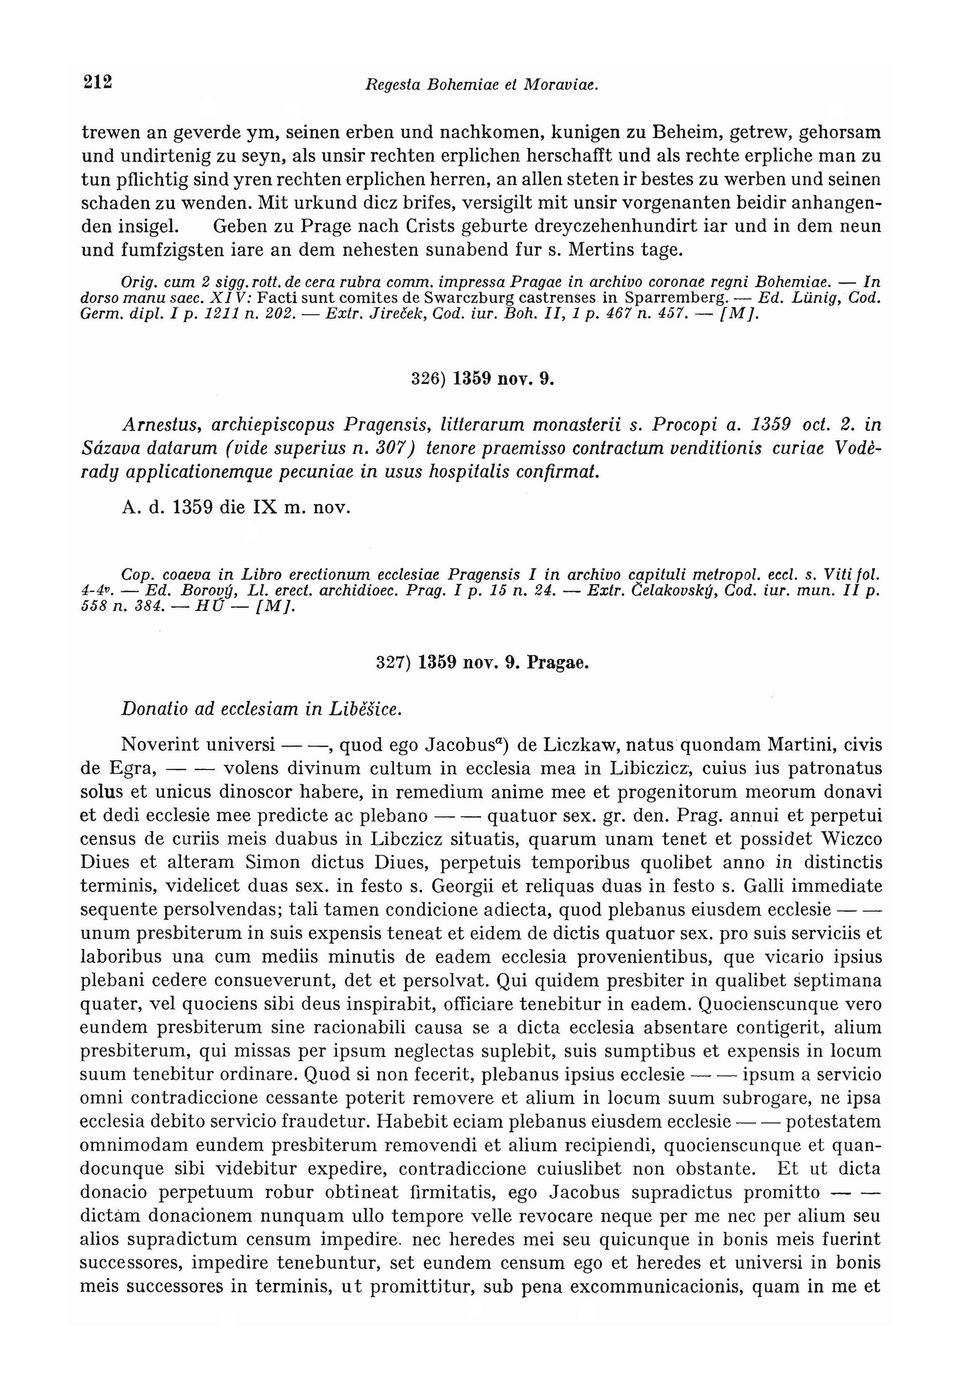 212 Regesta Bohemiae et Moraviae.
trewen an geverde ym, seinen erben und nachkomen, kunigen zu Beheim, getrew, gehorsam
und undirtenig zu seyn, als unsir rechten erplichen herschafft und als rechte erpliche man zu
tun pflichtig sind yren rechten erplichen herren, an allen steten ir bestes zu werben und seinen
schaden zu wenden. Mit urkund dicz brifes, versigilt mit unsir vorgenanten beidir anhangen-
den insigel. Geben zu Prage nach Crists geburte dreyczehenhundirt iar und in dem neun
und fumfzigsten iare an dem nehesten sunabend fur s. Mertins tage.
Orig. cum 2 sigg. rott. de cera rubra comm. impressa Pragae in archivo coronae regni Bohemiae. — In
dorso manu saec. XIV: Facti sunt comites de Swarczburg castrenses in Sparremberg. — Ed. Lünig, Cod.
Germ. dipl. I p. 1211 n. 202. — Extr. Jireček, Cod. iur. Boh. II, 1 p. 467 n. 457. — [M].
326) 1359 nov. 9.
Arnestus, archiepiscopus Pragensis, litterarum monasterii s. Procopi a. 1359 oct. 2. in
Sázava datarum (vide superius n. 307) tenore praemisso contractum venditionis curiae Vodě-
rady applicationemque pecuniae in usus hospitalis confirmat.
A. d. 1359 die IX m. nov.
Cop. coaeva in Libro erectionum ecclesiae Pragensis I in archivo capituli metropol. eccl. s. Viti fol.
4-4v. — Ed. Borový, Ll. erect. archidioec. Prag. I p. 15 n. 24. — Extr. Čelakovský, Cod. iur. mun. II p.
558 n. 384. — HÚ — [M].
327) 1359 nov. 9. Pragae.
Donatio ad ecclesiam in Liběšice.
Noverint universi — —, quod ego Jacobusa) de Liczkaw, natus quondam Martini, civis
de Egra, — — volens divinum cultum in ecclesia mea in Libiczicz, cuius ius patronatus
solus et unicus dinoscor habere, in remedium anime mee et progenitorum meorum donavi
et dedi ecclesie mee predicte ac plebano — — quatuor sex. gr. den. Prag. annui et perpetui
census de curiis meis duabus in Libczicz situatis, quarum unam tenet et possidet Wiczco
Diues et alteram Simon dictus Diues, perpetuis temporibus quolibet anno in distinctis
terminis, videlicet duas sex. in festo s. Georgii et reliquas duas in festo s. Galli immediate
sequente persolvendas; tali tamen condicione adiecta, quod plebanus eiusdem ecclesie — —
unum presbiterum in suis expensis teneat et eidem de dictis quatuor sex. pro suis serviciis et
laboribus una cum mediis minutis de eadem ecclesia provenientibus, que vicario ipsius
plebani cedere consueverunt, det et persolvat. Qui quidem presbiter in qualibet septimana
quater, vel quociens sibi deus inspirabit, officiare tenebitur in eadem. Quocienscunque vero
eundem presbiterum sine racionabili causa se a dicta ecclesia absentare contigerit, alium
presbiterum, qui missas per ipsum neglectas suplebit, suis sumptibus et expensis in locum
suum tenebitur ordinare. Quod si non fecerit, plebanus ipsius ecclesie — — ipsum a servicio
omni contradiccione cessante poterit removere et alium in locum suum subrogare, ne ipsa
ecclesia debito servicio fraudetur. Habebit eciam plebanus eiusdem ecclesie — — potestatem
omnimodam eundem presbiterum removendi et alium recipiendi, quocienscunque et quan-
docunque sibi videbitur expedire, contradiccione cuiuslibet non obstante. Et ut dicta
donacio perpetuum robur obtineat firmitatis, ego Jacobus supradictus promitto — —
dictam donacionem nunquam ullo tempore velle revocare neque per me nec per alium seu
alios supradictum censum impedire. nec heredes mei seu quicunque in bonis meis fuerint
successores, impedire tenebuntur, set eundem censum ego et heredes et universi in bonis
meis successores in terminis, ut promittitur, sub pena excommunicacionis, quam in me et